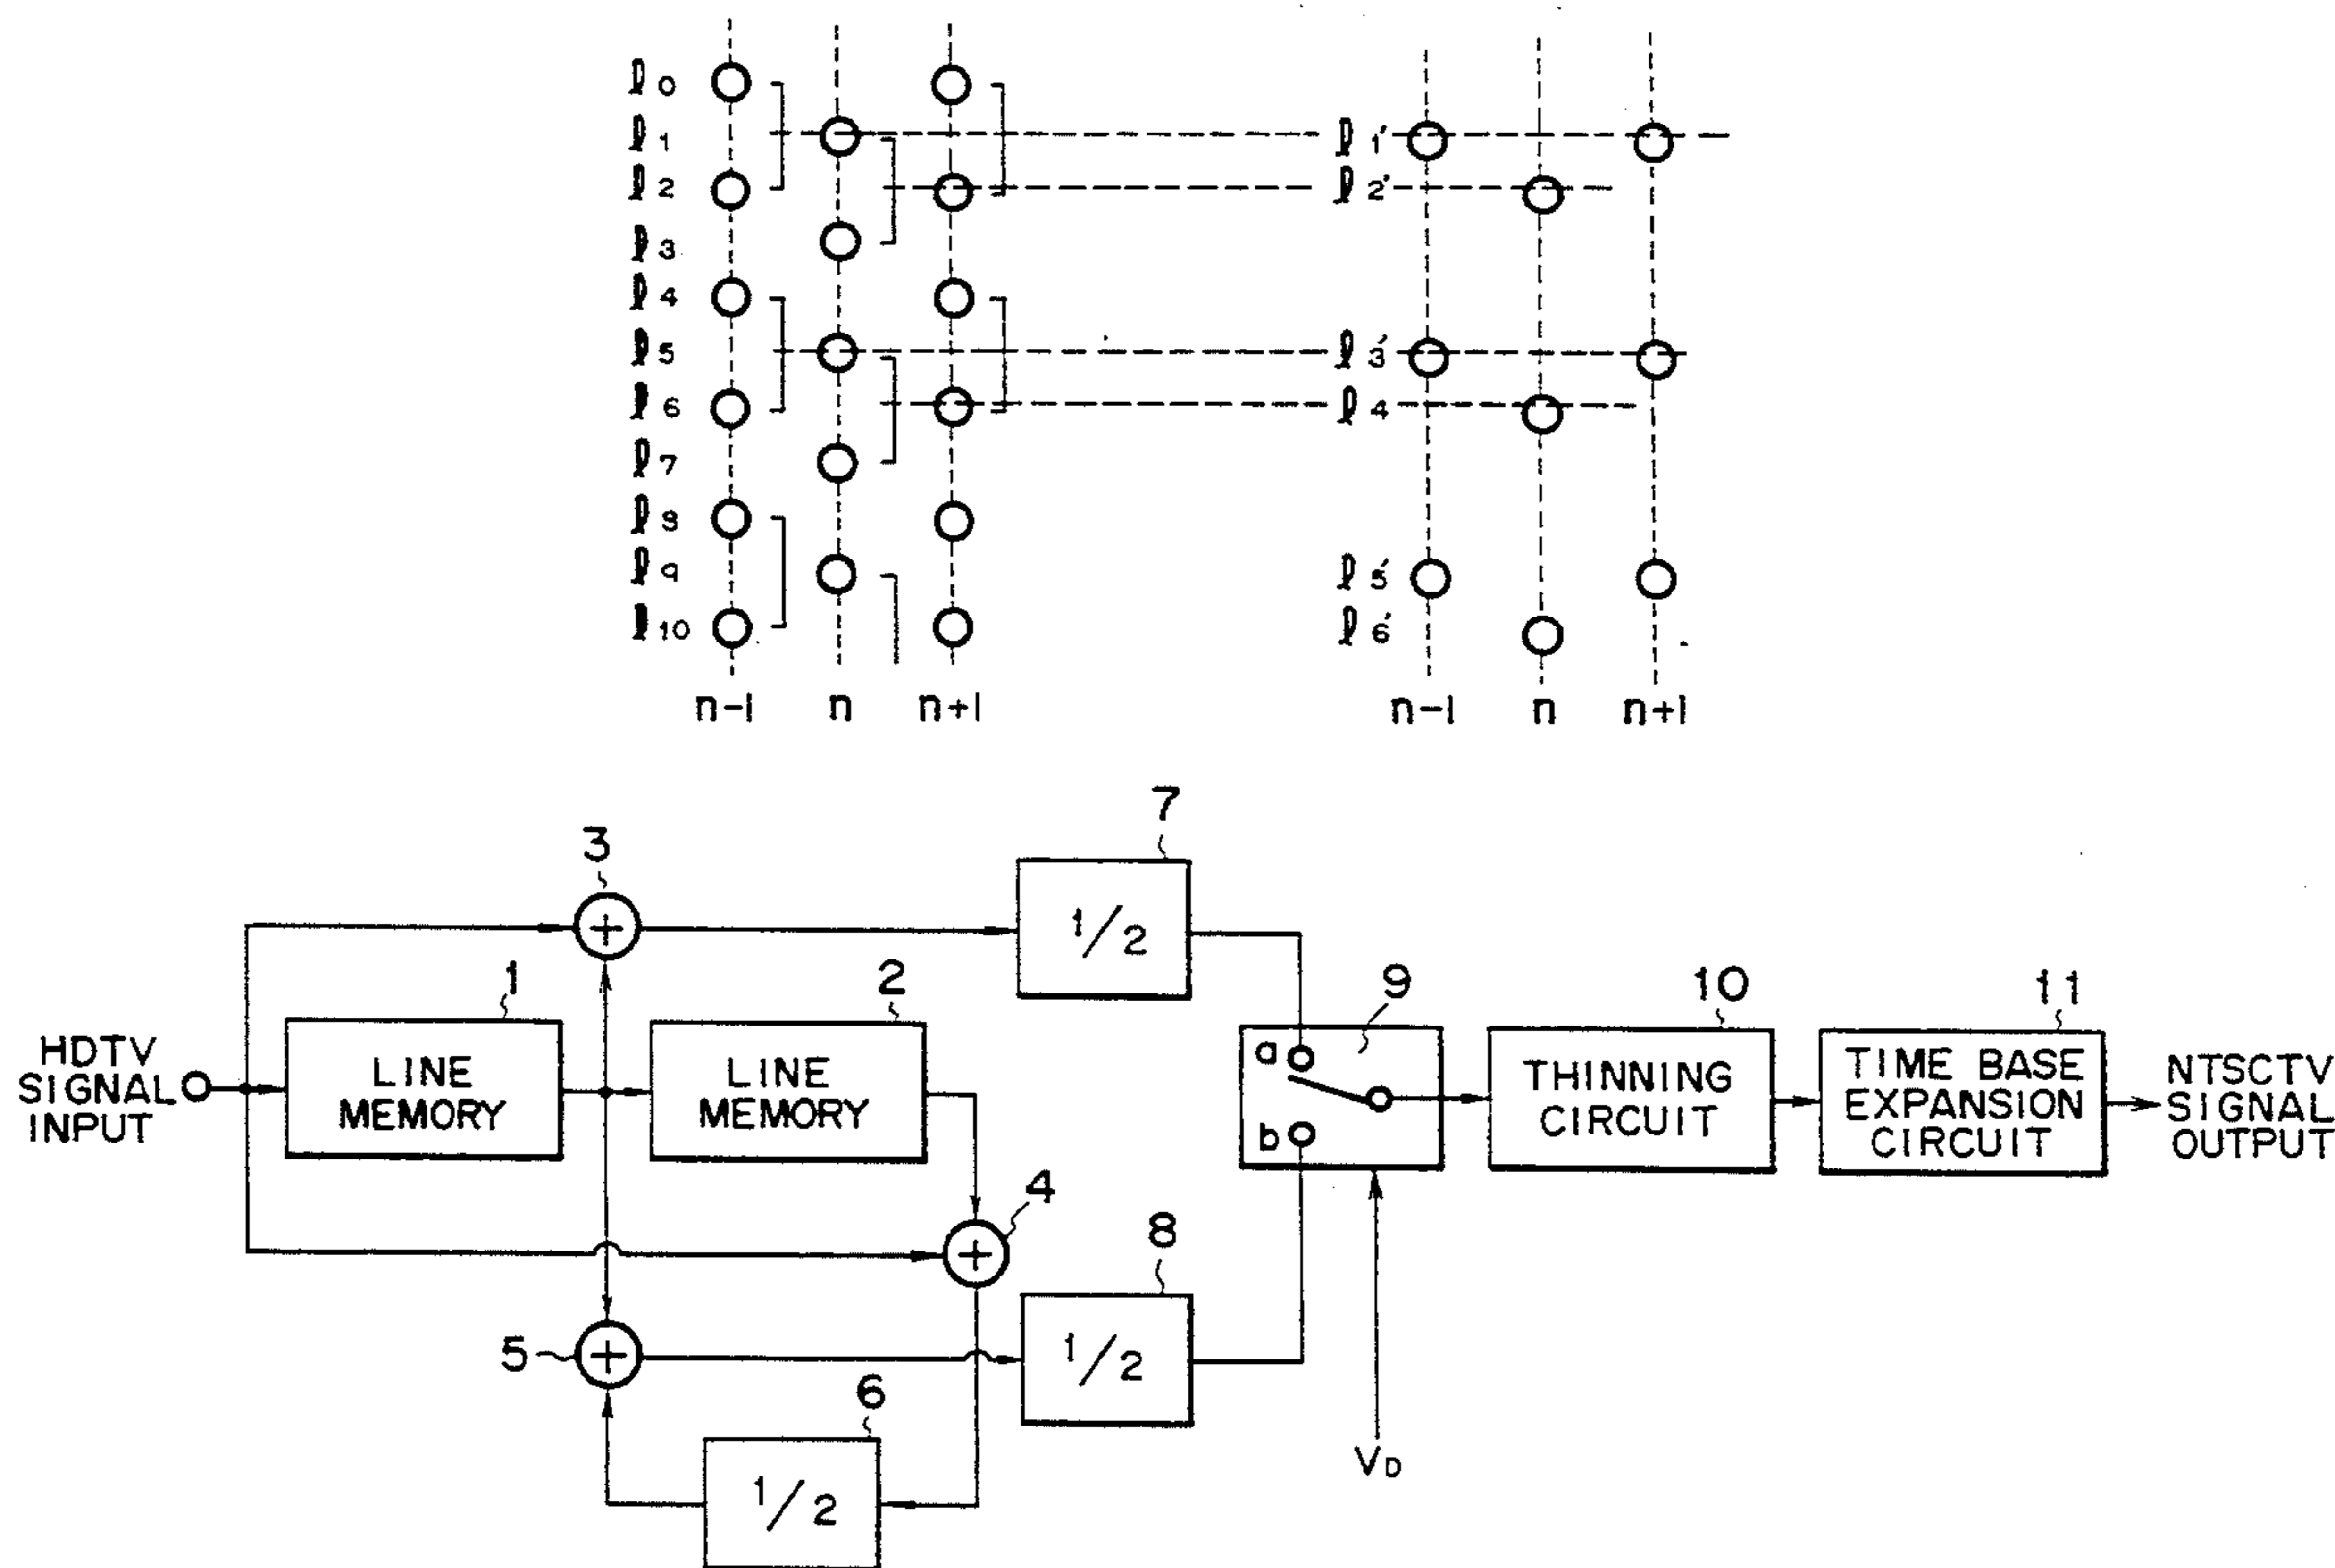 l0
l1 l1'
l2 l2'
l3
l4
l5 l3'
l6 l4
l7
l8
l9 l5'
l10 l6'
n-1 n n+1 n-1 n n+1
7
3
1/2
1 2 9 10 11
HDTV
SIGNAL
INPUT
LINE
MEMORY
LINE
MEMORY
a
b
THINNING
CIRCUIT
TIME BASE
EXPANSION
CIRCUIT
NTSCTV
SIGNAL
OUTPUT
4
8
5
1/2
6
1/2
VD